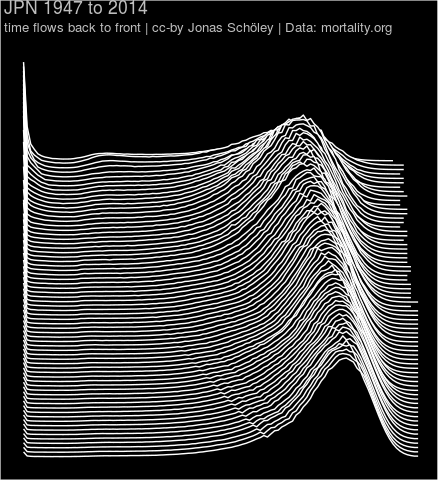 JPN 1947 to 2014
time flows back to front | cc-by Jonas Schöley | Data: mortality.org